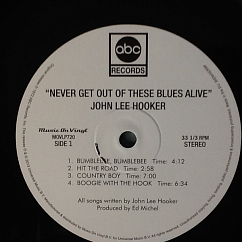 abc
RECORDS
"NEVER GET OUT OF THESE BLUES ALIVE"
JOHN LEE HOOKER
Music On Vinyl
MOVLP720
SIDE 1
33 1/3 RPM
STEREO
1. BUMBLEBEE, BUMBLEBEE Time: 4:12
2. HIT THE ROAD Time: 2:58
3. COUNTRY BOY Time: 7:00
4. BOOGIE WITH THE HOOK Time: 6:34
All songs written by John Lee Hooker
Produced by Ed Michel